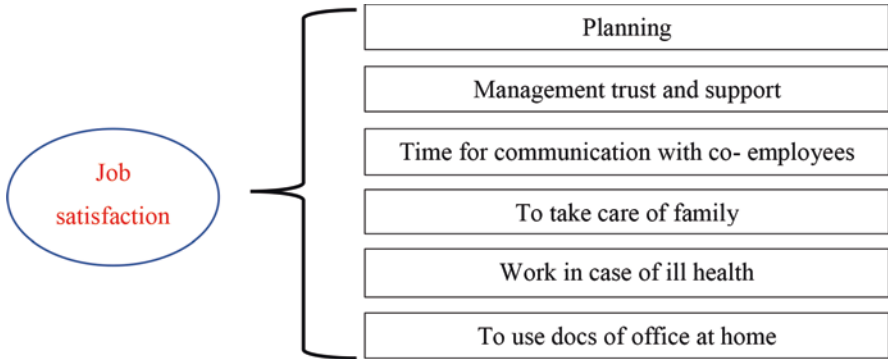 Job
satisfaction
Planning
Management trust and support
Time for communication with co- employees
To take care of family
Work in case of ill health
To use docs of office at home